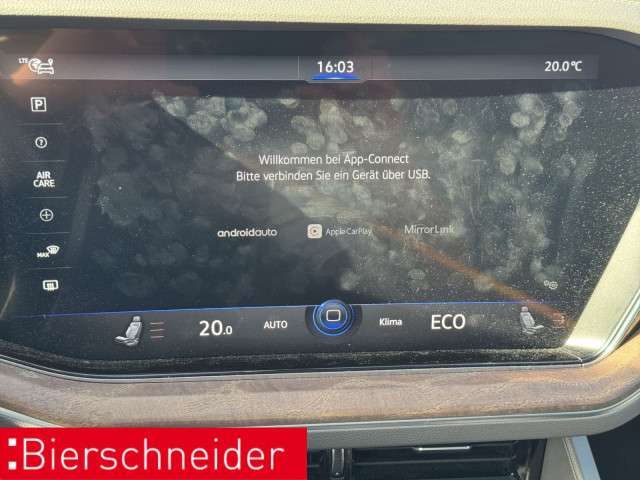 LTE
16:03
20.0°C
P
?
AIR
CARE
MAX
Willkommen bei App-Connect
Bitte verbinden Sie ein Gerät über USB.
androidauto
Apple CarPlay
MirrorLink
20.0
AUTO
Klima
ECO
Bierschneider